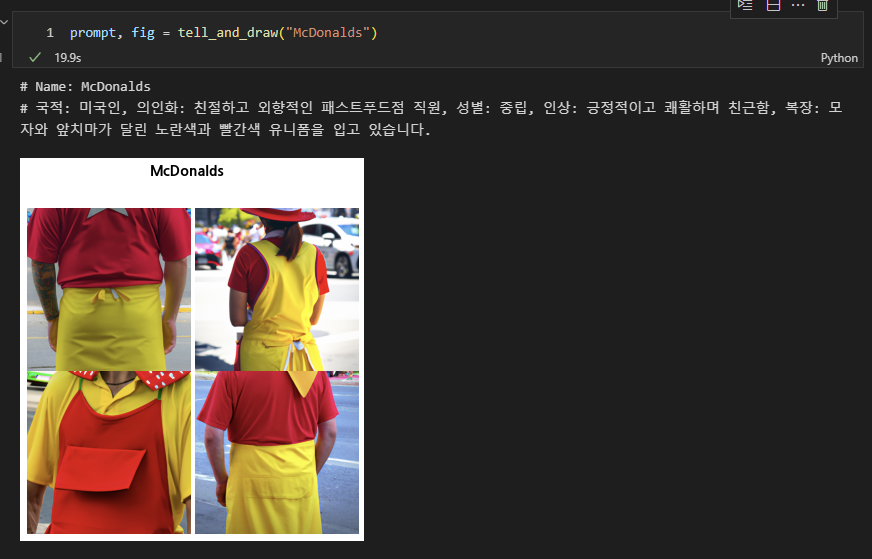 1 prompt, fig = tell_and_draw("McDonalds")
19.9s Python
# Name: McDonalds
# 국적: 미국인, 의인화: 친절하고 외향적인 패스트푸드점 직원, 성별: 중립, 인상: 긍정적이고 쾌활하며 친근함, 복장: 모
자와 앞치마가 달린 노란색과 빨간색 유니폼을 입고 있습니다.
McDonalds